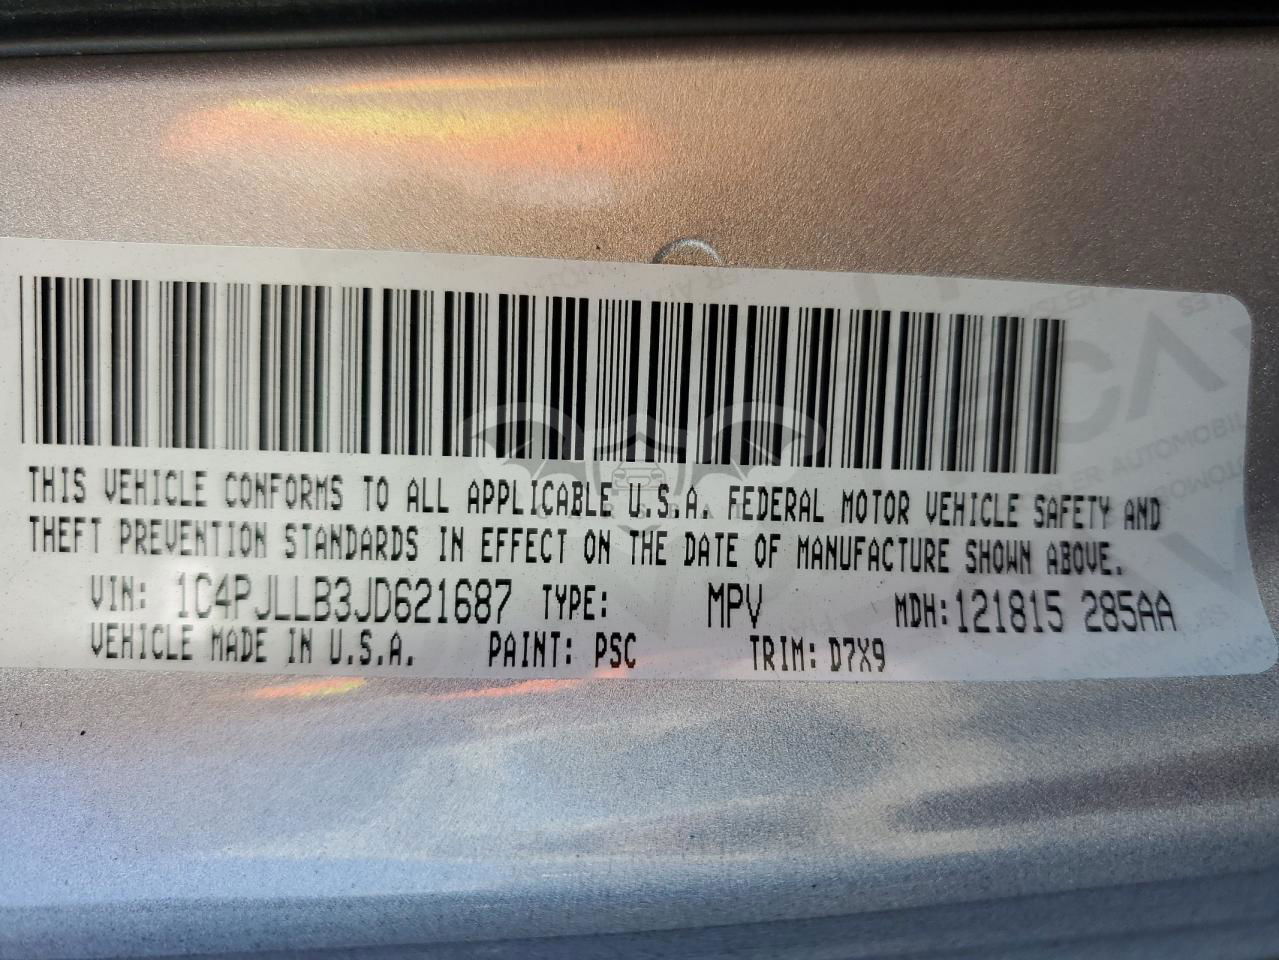 THIS VEHICLE CONFORMS TO ALL APPLICABLE U.S.A. FEDERAL MOTOR VEHICLE SAFETY AND
THEFT PREVENTION STANDARDS IN EFFECT ON THE DATE OF MANUFACTURE SHOWN ABOVE.
VIN: 1C4PJLLB3JD621687 TYPE: MPV MDH:121815 285AA
VEHICLE MADE IN U.S.A. PAINT: PSC TRIM: D7X9